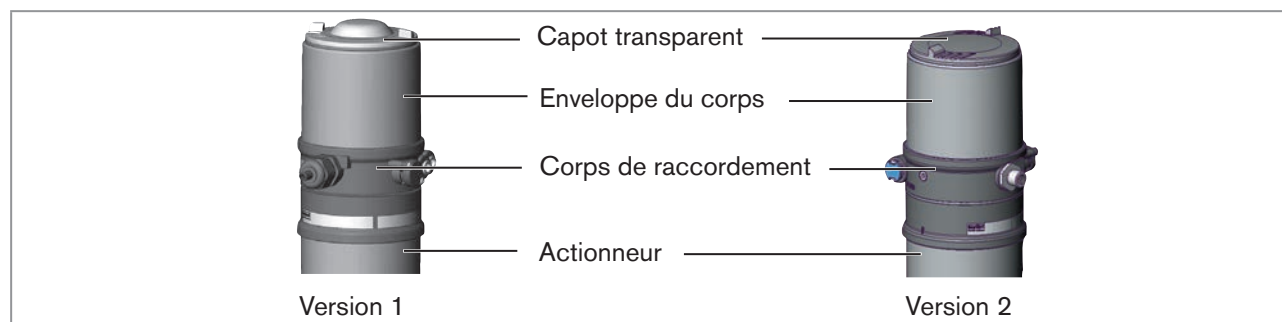 Capot transparent
Enveloppe du corps
Corps de raccordement
Actionneur
Version 1
Version 2